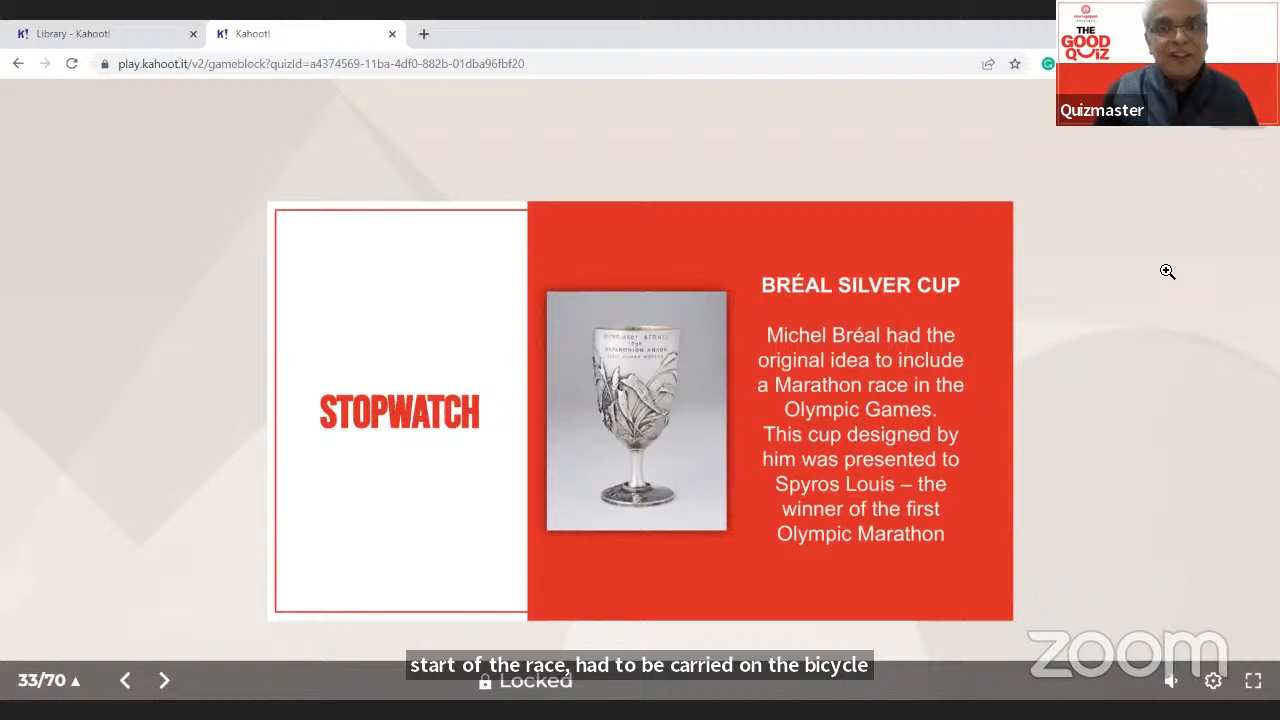 Library - Kahoot!
Kahoot!
play.kahoot.it/v2/gameblock?quizId=a4374569-
df0-882b-01dba96fbf20
PRESENTS
THE
GOOD
QUIZ
Quizmaster
STOPWATCH
1896
BRÉAL SILVER CUP
Michel Bréal had the
original idea to include
a Marathon race in the
Olympic Games.
This cup designed by
him was presented to
Spyros Louis – the
winner of the first
Olympic Marathon
start of the race, had to be carried on the bicycle
33/70
Locked
zoom